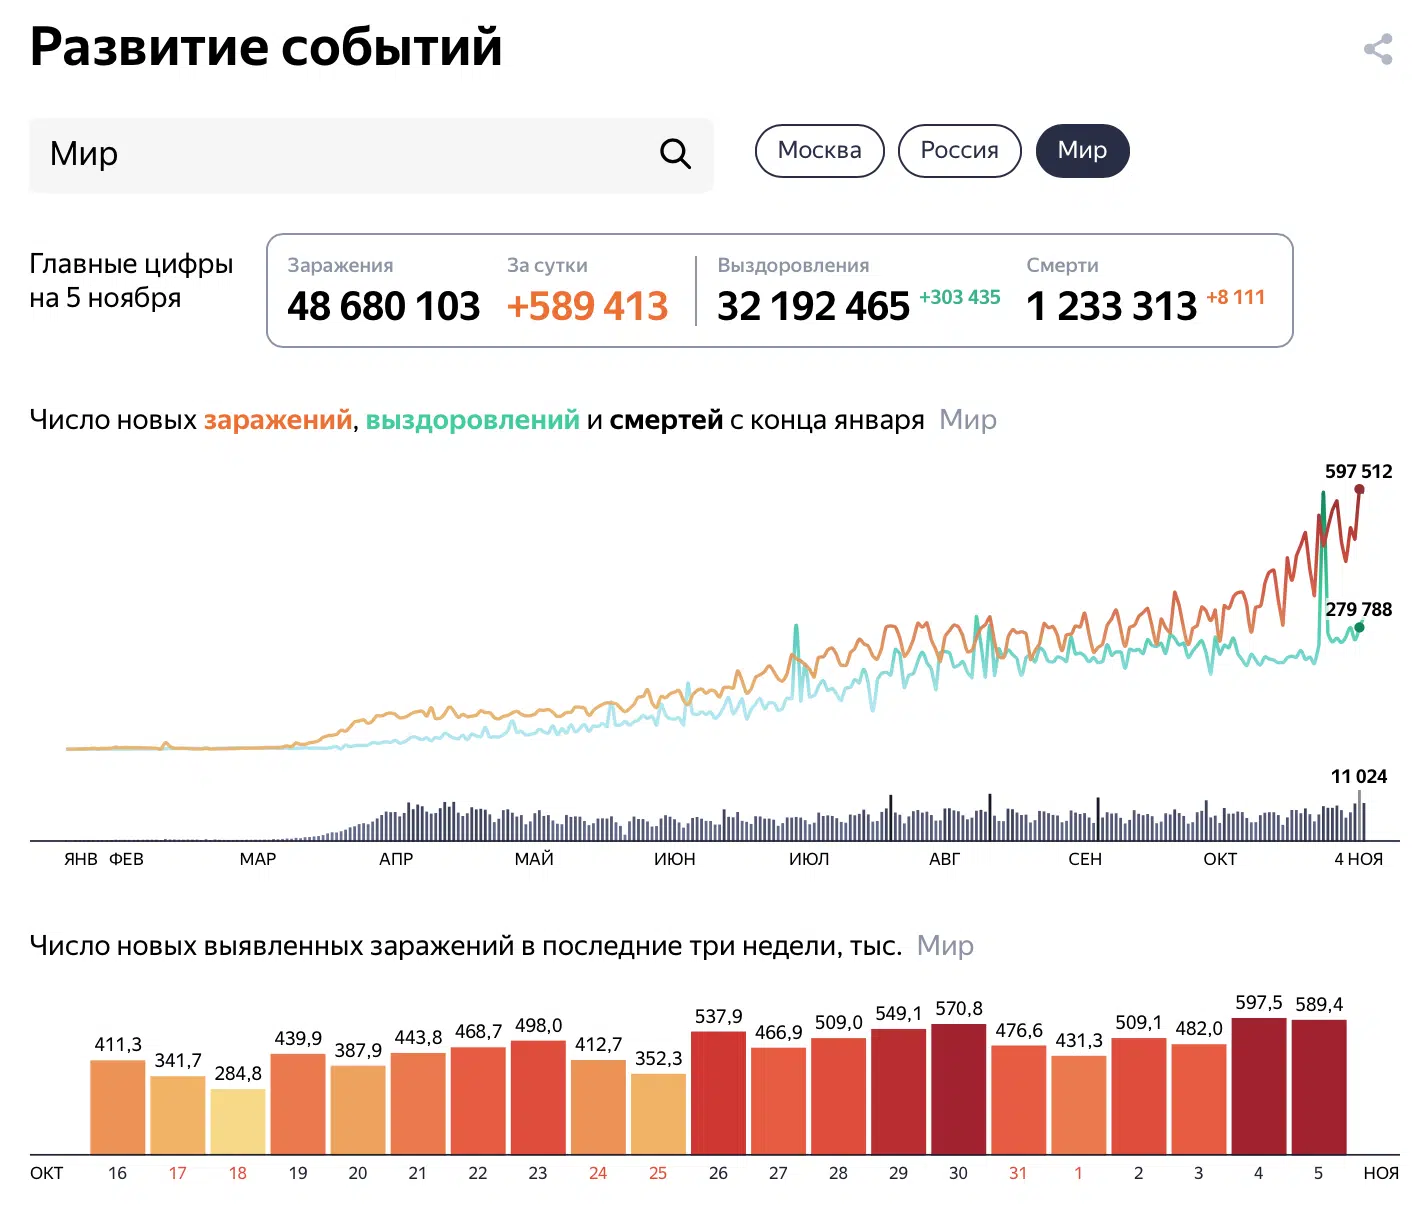 Развитие событий
Мир
Москва Россия Мир
Главные цифры
на 5 ноября
Заражения За сутки Выздоровления Смерти
48 680 103 +589 413 32 192 465 +303 435 1 233 313 +8 111
Число новых заражений, выздоровлений и смертей с конца января Мир
597 512
279 788
11 024
ЯНВ ФЕВ МАР АПР МАЙ ИЮН ИЮЛ АВГ СЕН ОКТ 4 НОЯ
Число новых выявленных заражений в последние три недели, тыс. Мир
411,3 341,7 284,8 439,9 387,9 443,8 468,7 498,0 412,7 352,3 537,9 466,9 509,0 549,1 570,8 476,6 431,3 509,1 482,0 597,5 589,4
ОКТ 16 17 18 19 20 21 22 23 24 25 26 27 28 29 30 31 1 2 3 4 5 НОЯ